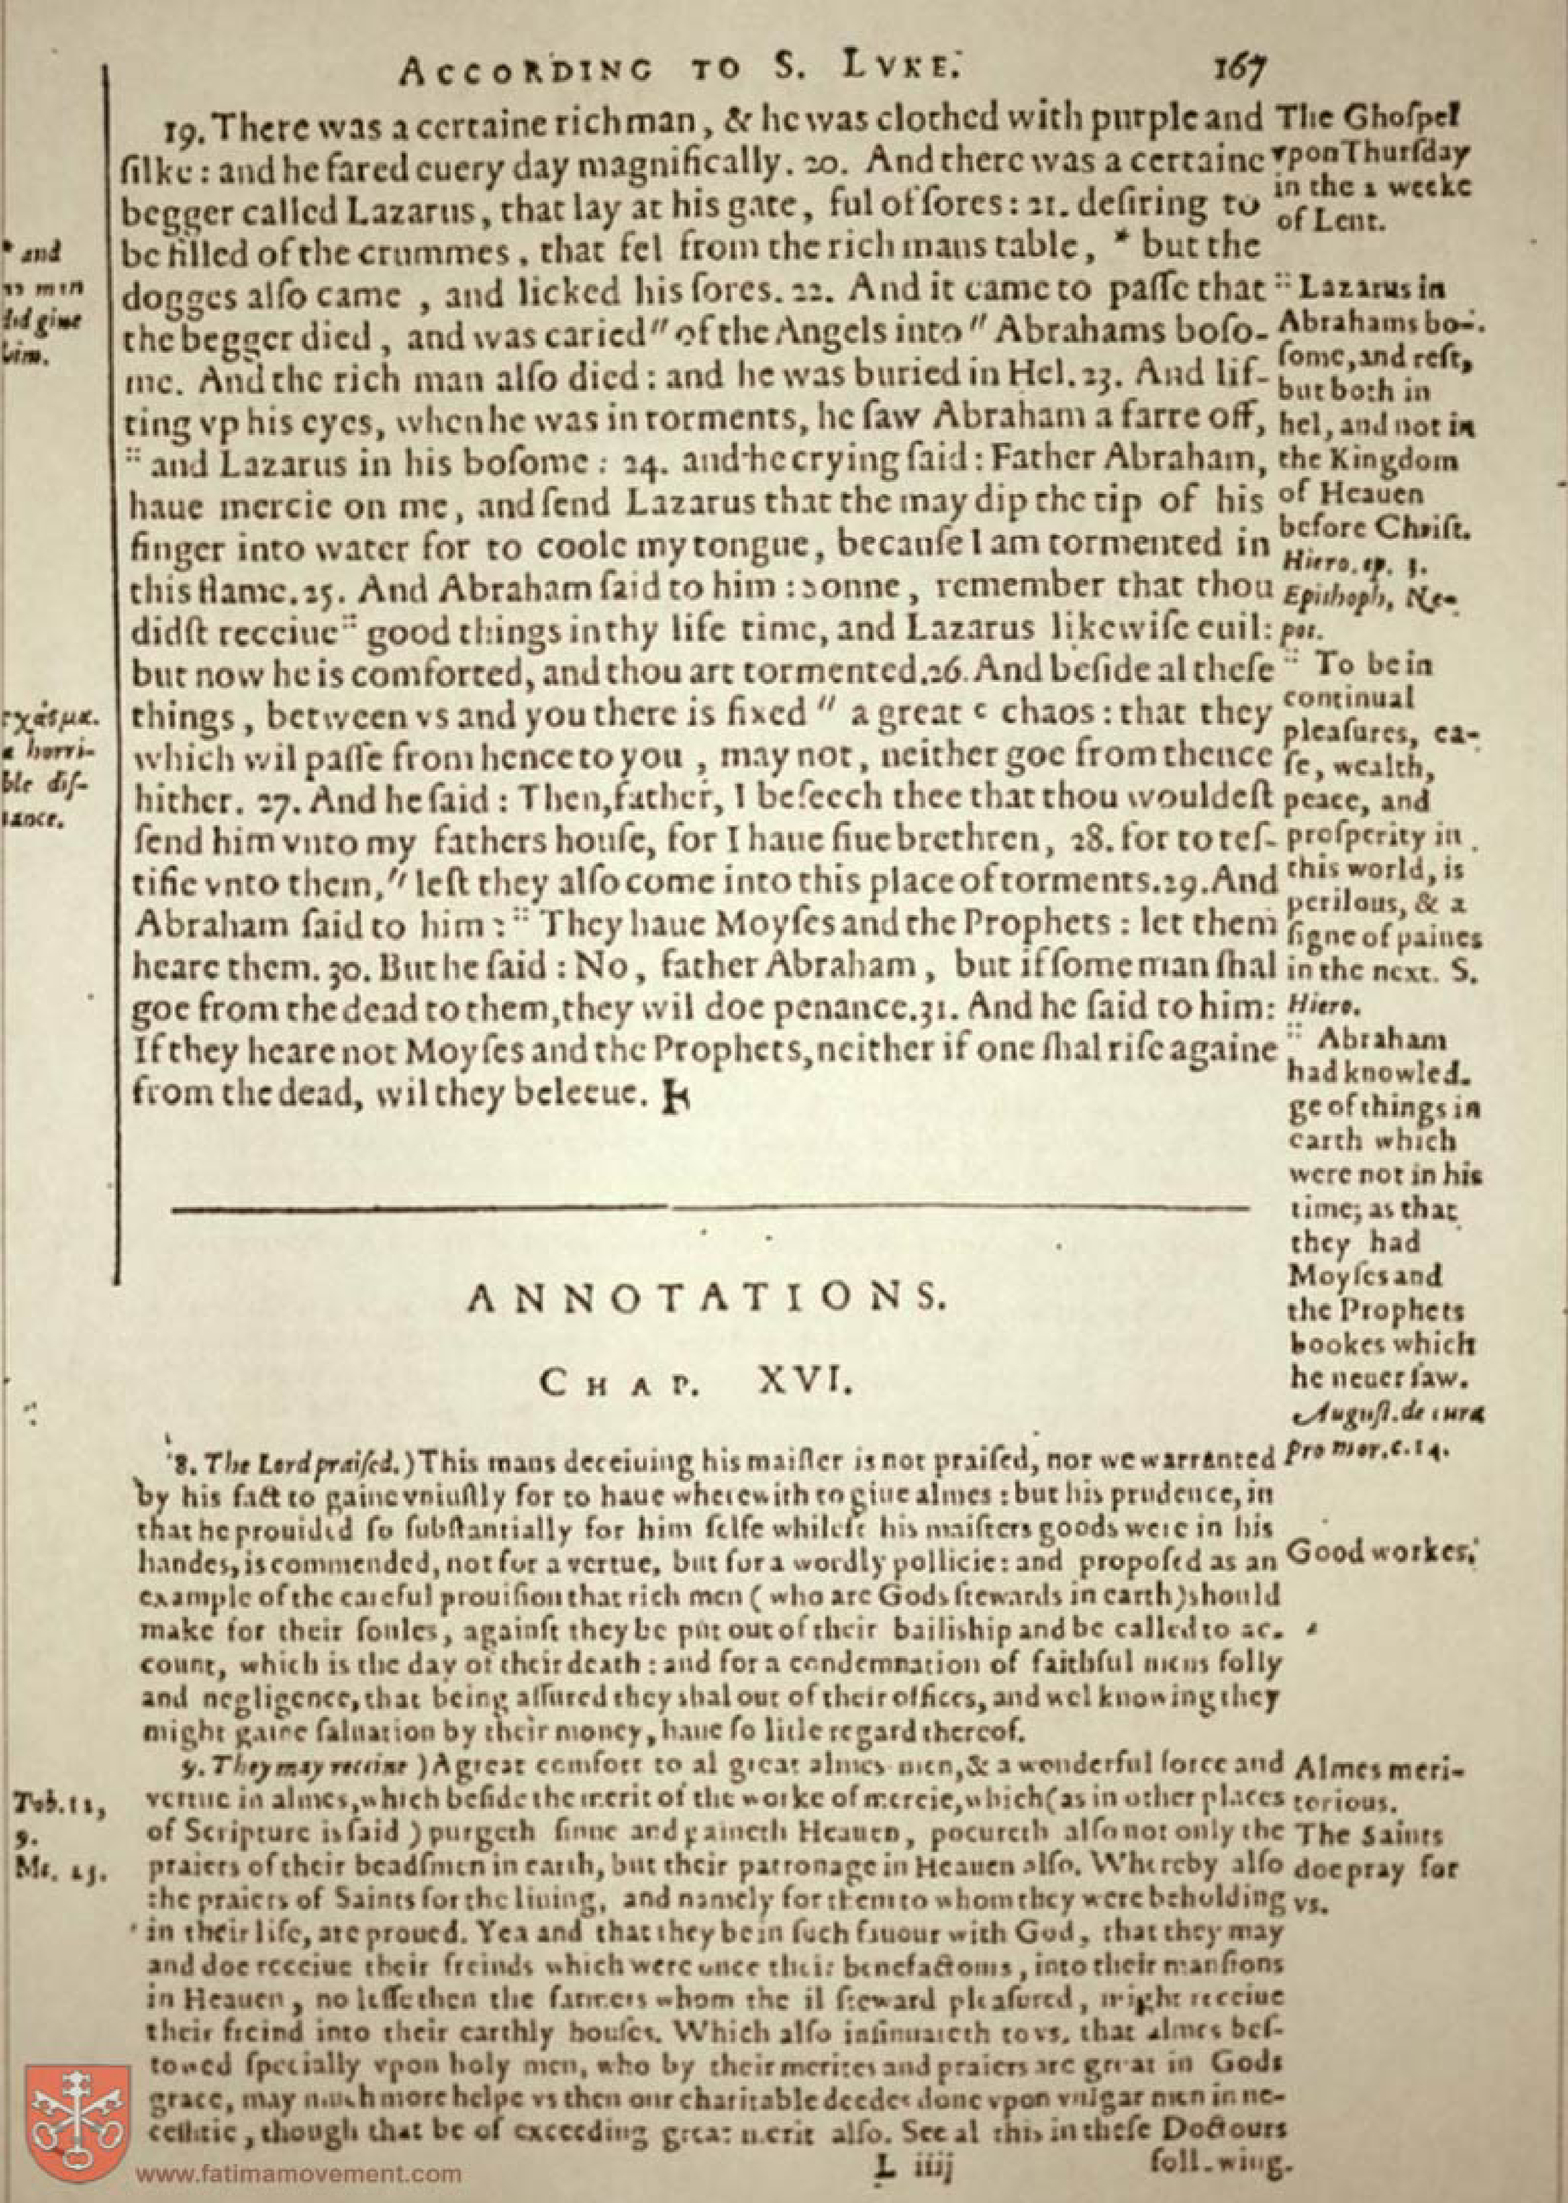 ACCORDING TO S. LVKE. 167
19. There was a certaine rich man, & he was clothed with purple and
ſilke: and he fared euery day magnifically. 20. And there was a certaine
begger called Lazarus, that lay at his gate, ful of ſores: 21. deſiring to
be filled of the crummes, that fel from the rich mans table, * but the
dogges alſo came, and licked his ſores. 22. And it came to paſſe that
the begger died, and was caried " of the Angels into " Abrahams boſo-
me. And the rich man alſo died: and he was buried in Hel. 23. And lif-
ting vp his eyes, when he was in torments, he ſaw Abraham a farre off,
:: and Lazarus in his boſome: 24. and he crying ſaid: Father Abraham,
haue mercie on me, and ſend Lazarus that the may dip the tip of his
finger into water for to coole my tongue, becauſe I am tormented in
this flame. 25. And Abraham ſaid to him: Sonne, remember that thou
didſt receiue :: good things in thy life time, and Lazarus likewiſe euil:
but now he is comforted, and thou art tormented. 26. And beſide al theſe
things, between vs and you there is fixed " a great c chaos: that they
which wil paſſe from hence to you, may not, neither goe from thence
hither. 27. And he ſaid: Then, father, I beſeech thee that thou wouldeſt
ſend him vnto my fathers houſe, for I haue fiue brethren, 28. for to teſ-
tifie vnto them, " leſt they alſo come into this place of torments. 29. And
Abraham ſaid to him: :: They haue Moyſes and the Prophets: let them
heare them. 30. But he ſaid: No, father Abraham, but if ſome man ſhal
goe from the dead to them, they wil doe penance. 31. And he ſaid to him:
If they heare not Moyſes and the Prophets, neither if one ſhal riſe againe
from the dead, wil they beleeue.
* and
men
did giue
him.
χάσμα.
a horri-
ble diſ-
tance.
The Ghoſpel
vpon Thurſday
in the 2 weeke
of Lent.
:: Lazarus in
Abrahams bo-
ſome, and reſt,
but both in
hel, and not in
the Kingdom
of Heauen
before Chriſt.
Hiero. ep. 3.
Epitaph. Ne-
pot.
:: To be in
continual
pleaſures, ea-
ſe, wealth,
peace, and
proſperity in
this world, is
perilous, & a
ſigne of paines
in the next. S.
Hiero.
:: Abraham
had knowled-
ge of things in
earth which
were not in his
time; as that
they had
Moyſes and
the Prophets
bookes which
he neuer ſaw.
Auguſt. de cura
pro mor. c. 14.
ANNOTATIONS.
CHAP. XVI.
8. The Lord praiſed.) This mans deceiuing his maiſter is not praiſed, nor we warranted
by his fact to gaine vniuſtly for to haue wherewith to giue almes: but his prudence, in
that he prouided ſo ſubſtantially for him ſelfe whileſt his maiſters goods were in his
handes, is commended, not for a vertue, but for a wordly pollicie: and propoſed as an
example of the careful prouiſion that rich men (who are Gods ſtewards in earth) should
make for their ſoules, againſt they be put out of their bailiship and be called to ac-
count, which is the day of their death: and for a condemnation of faithful mens folly
and negligence, that being aſſured they shal out of their offices, and wel knowing they
might gaine ſaluation by their money, haue ſo litle regard thereof.
Good workes.
9. They may receiue) A great comfort to al great almes men, & a wonderful force and
vertue in almes, which beſide the merit of the worke of mercie, which (as in other places
of Scripture is ſaid) purgeth ſinne and gaineth Heauen, pocureth alſo not only the
praiers of their beadſmen in earth, but their patronage in Heauen alſo. Whereby alſo
the praiers of Saints for the liuing, and namely for them to whom they were beholding
in their life, are proued. Yea and that they be in ſuch fauour with God, that they may
and doe receiue their freinds which were once their benefactours, into their manſions
in Heauen, no leſſe then the farmers whom the il ſteward pleaſured, might receiue
their freind into their earthly houſes. Which alſo inſinuateth to vs, that almes beſ-
towed ſpecially vpon holy men, who by their merites and praiers are great in Gods
grace, may much more helpe vs then our charitable deedes done vpon vulgar men in ne-
ceſſitie, though that be of exceeding great merit alſo. See al this in theſe Doctours
Tob. 12,
9.
Mt. 25.
Almes meri-
torious.
The Saints
doe pray for
vs.
L iiij following.
www.fatimamovement.com